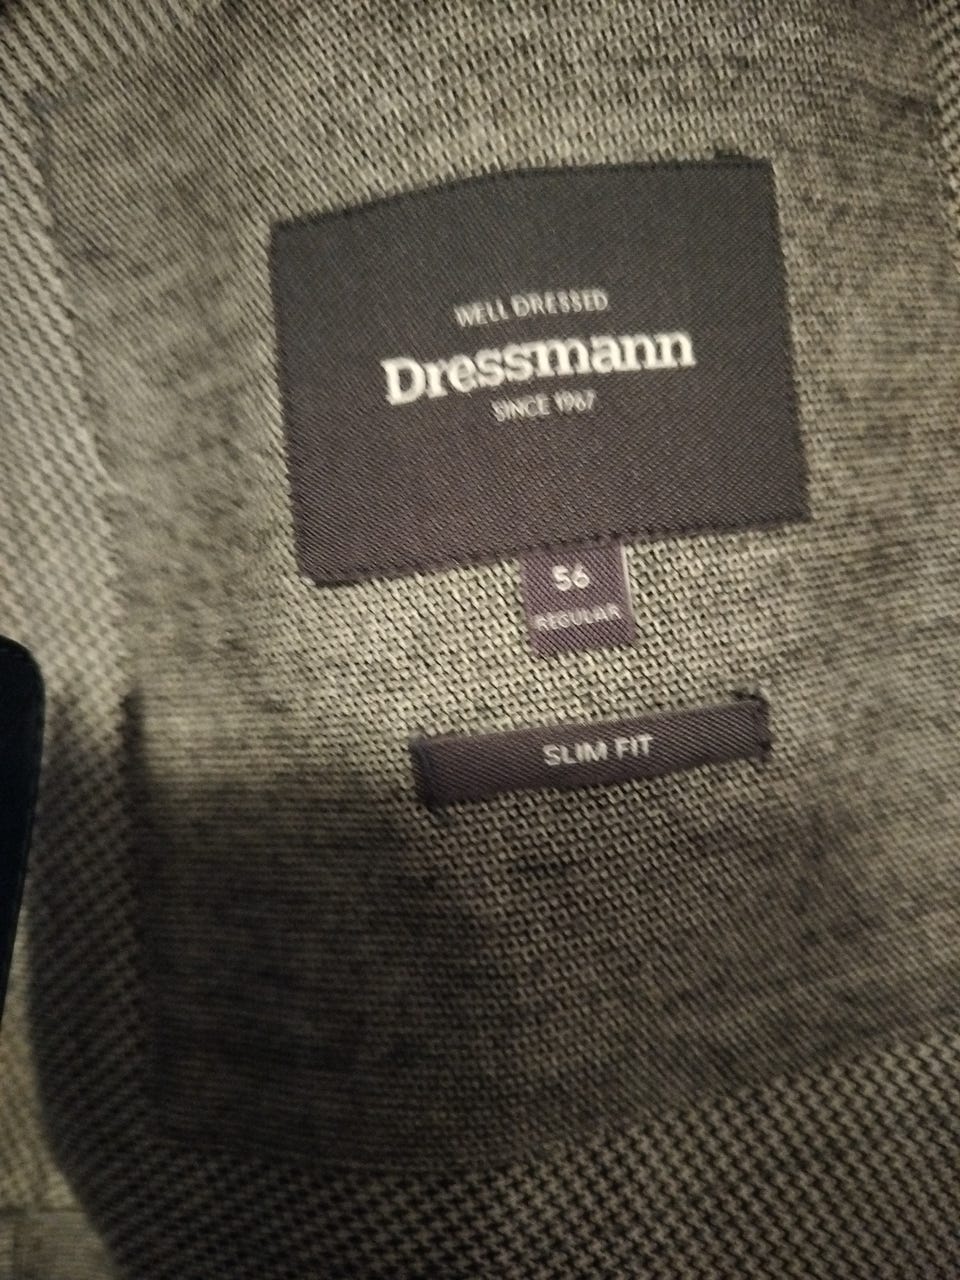 WELL DRESSED
Dressmann
SINCE 1967
56
REGULAR
SLIM FIT